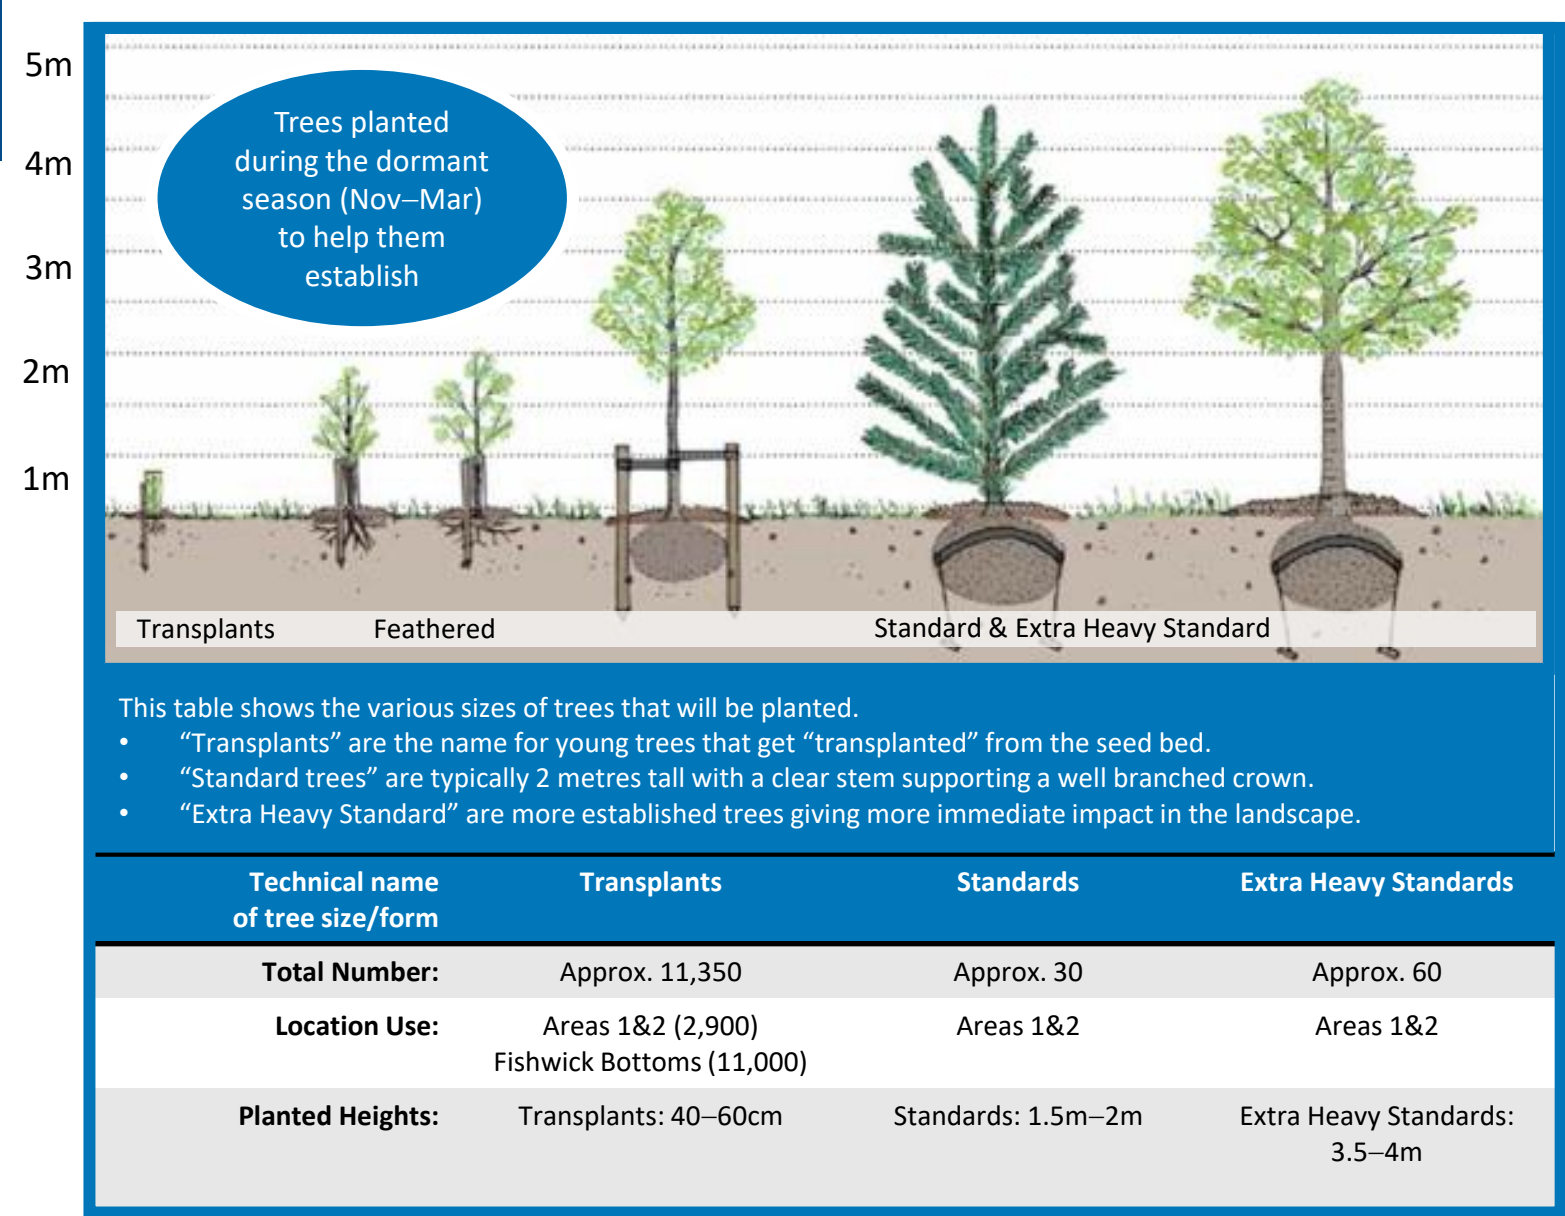 5m
4m
3m
2m
1m
Trees planted
during the dormant
season (Nov–Mar)
to help them
establish
Transplants
Feathered
Standard & Extra Heavy Standard
This table shows the various sizes of trees that will be planted.
• “Transplants” are the name for young trees that get “transplanted” from the seed bed.
• “Standard trees” are typically 2 metres tall with a clear stem supporting a well branched crown.
• “Extra Heavy Standard” are more established trees giving more immediate impact in the landscape.
Technical name
of tree size/form
Transplants
Standards
Extra Heavy Standards
Total Number:
Approx. 11,350
Approx. 30
Approx. 60
Location Use:
Areas 1&2 (2,900)
Fishwick Bottoms (11,000)
Areas 1&2
Areas 1&2
Planted Heights:
Transplants: 40–60cm
Standards: 1.5m–2m
Extra Heavy Standards:
3.5–4m